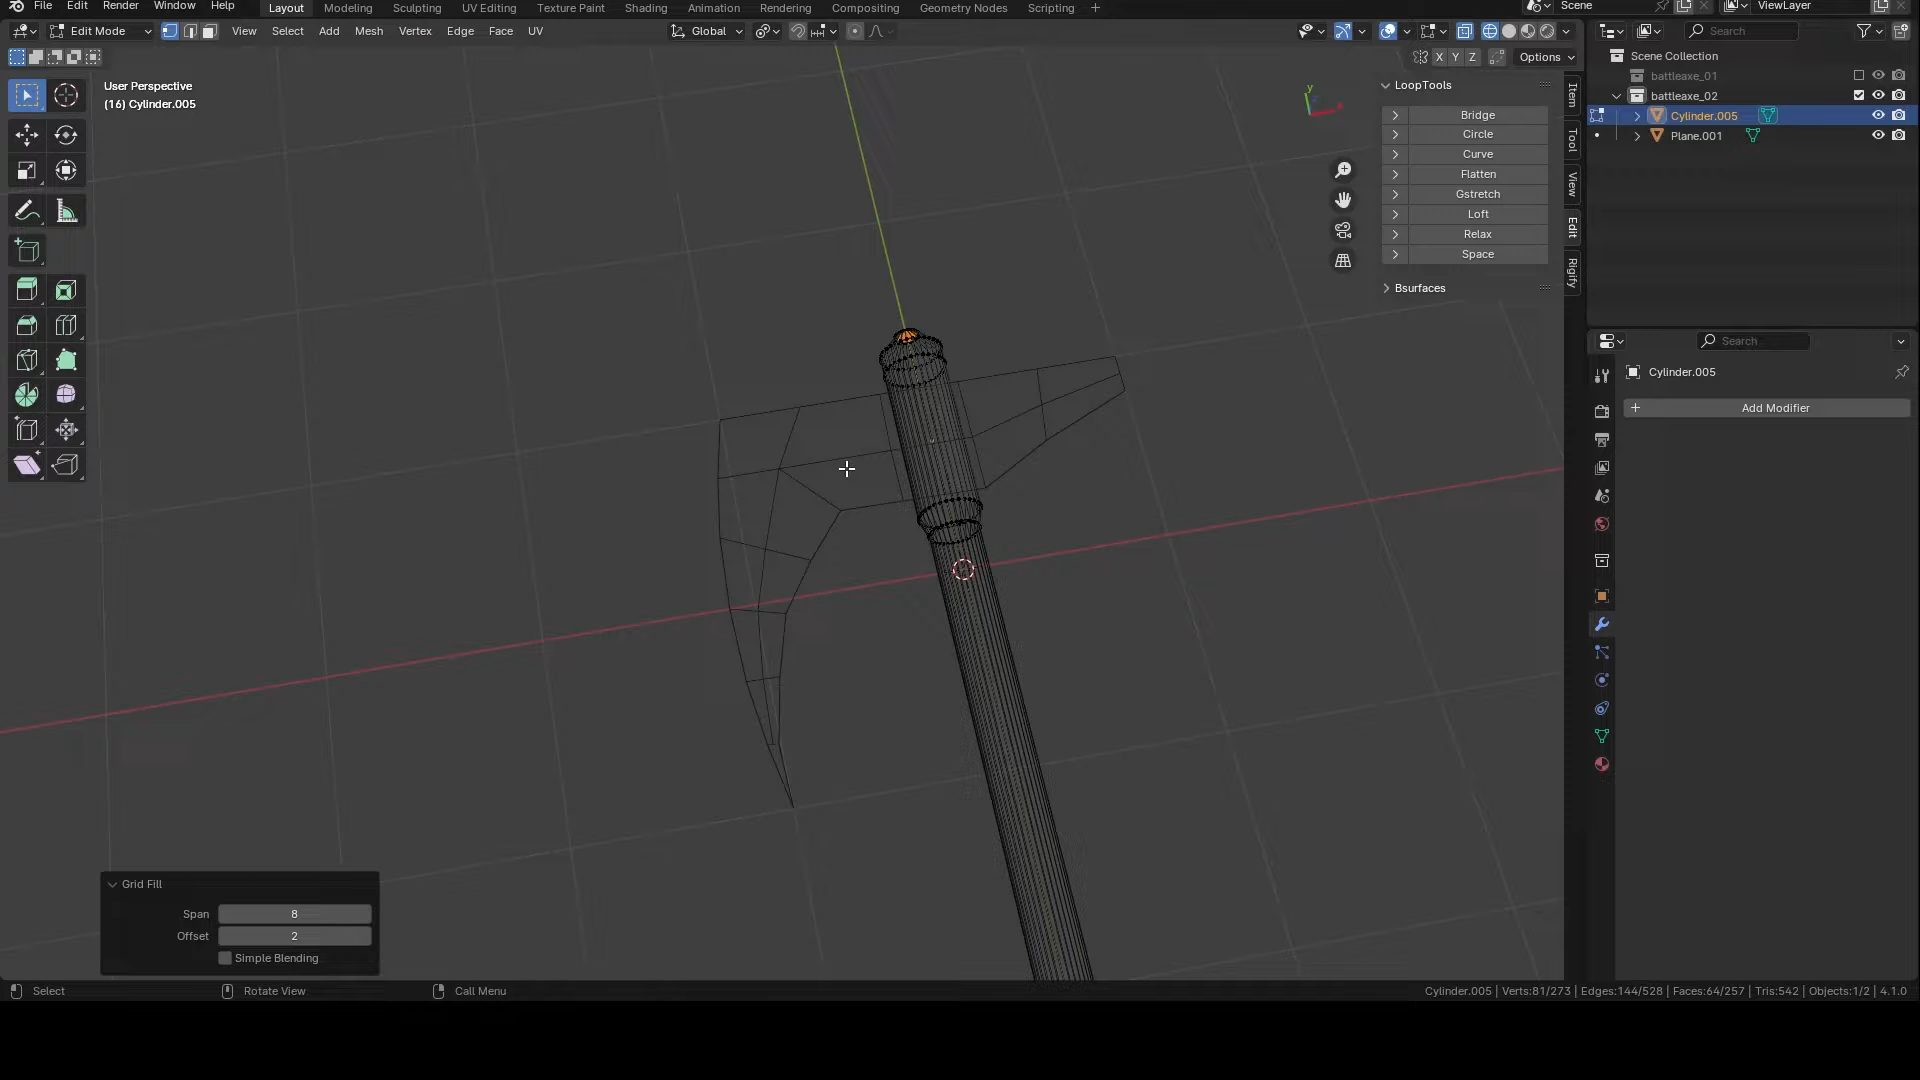 File Edit Render Window Help Layout Modeling Sculpting UV Editing Texture Paint Shading Animation Rendering Compositing Geometry Nodes Scripting Scene ViewLayer
Edit Mode View Select Add Mesh Vertex Edge Face UV Global Search
X Y Z Options
User Perspective
(16) Cylinder.005
y
x
LoopTools
Bridge
Circle
Curve
Flatten
Gstretch
Loft
Relax
Space
Bsurfaces
Item
Tool
View
Edit
Rigify
Scene Collection
battleaxe_01
battleaxe_02
Cylinder.005
Plane.001
Search
Cylinder.005
Add Modifier
Grid Fill
Span 8
Offset 2
Simple Blending
Select Rotate View Call Menu Cylinder.005 | Verts:81/273 | Edges:144/528 | Faces:64/257 | Tris:542 | Objects:1/2 | 4.1.0